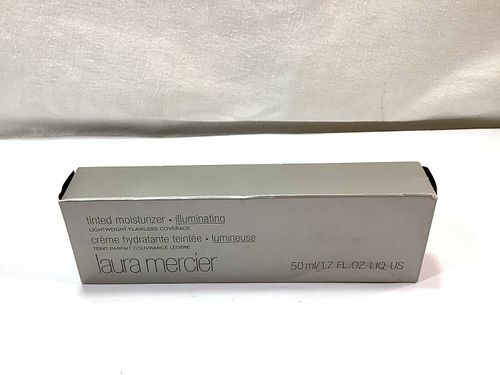 tinted moisturizer • illuminating
LIGHTWEIGHT FLAWLESS COVERAGE
crème hydratante teintée • lumineuse
TEINT PARFAIT COUVRANCE LÉGÈRE
laura mercier
50 ml/1.7 FL.OZ. LIQ. US